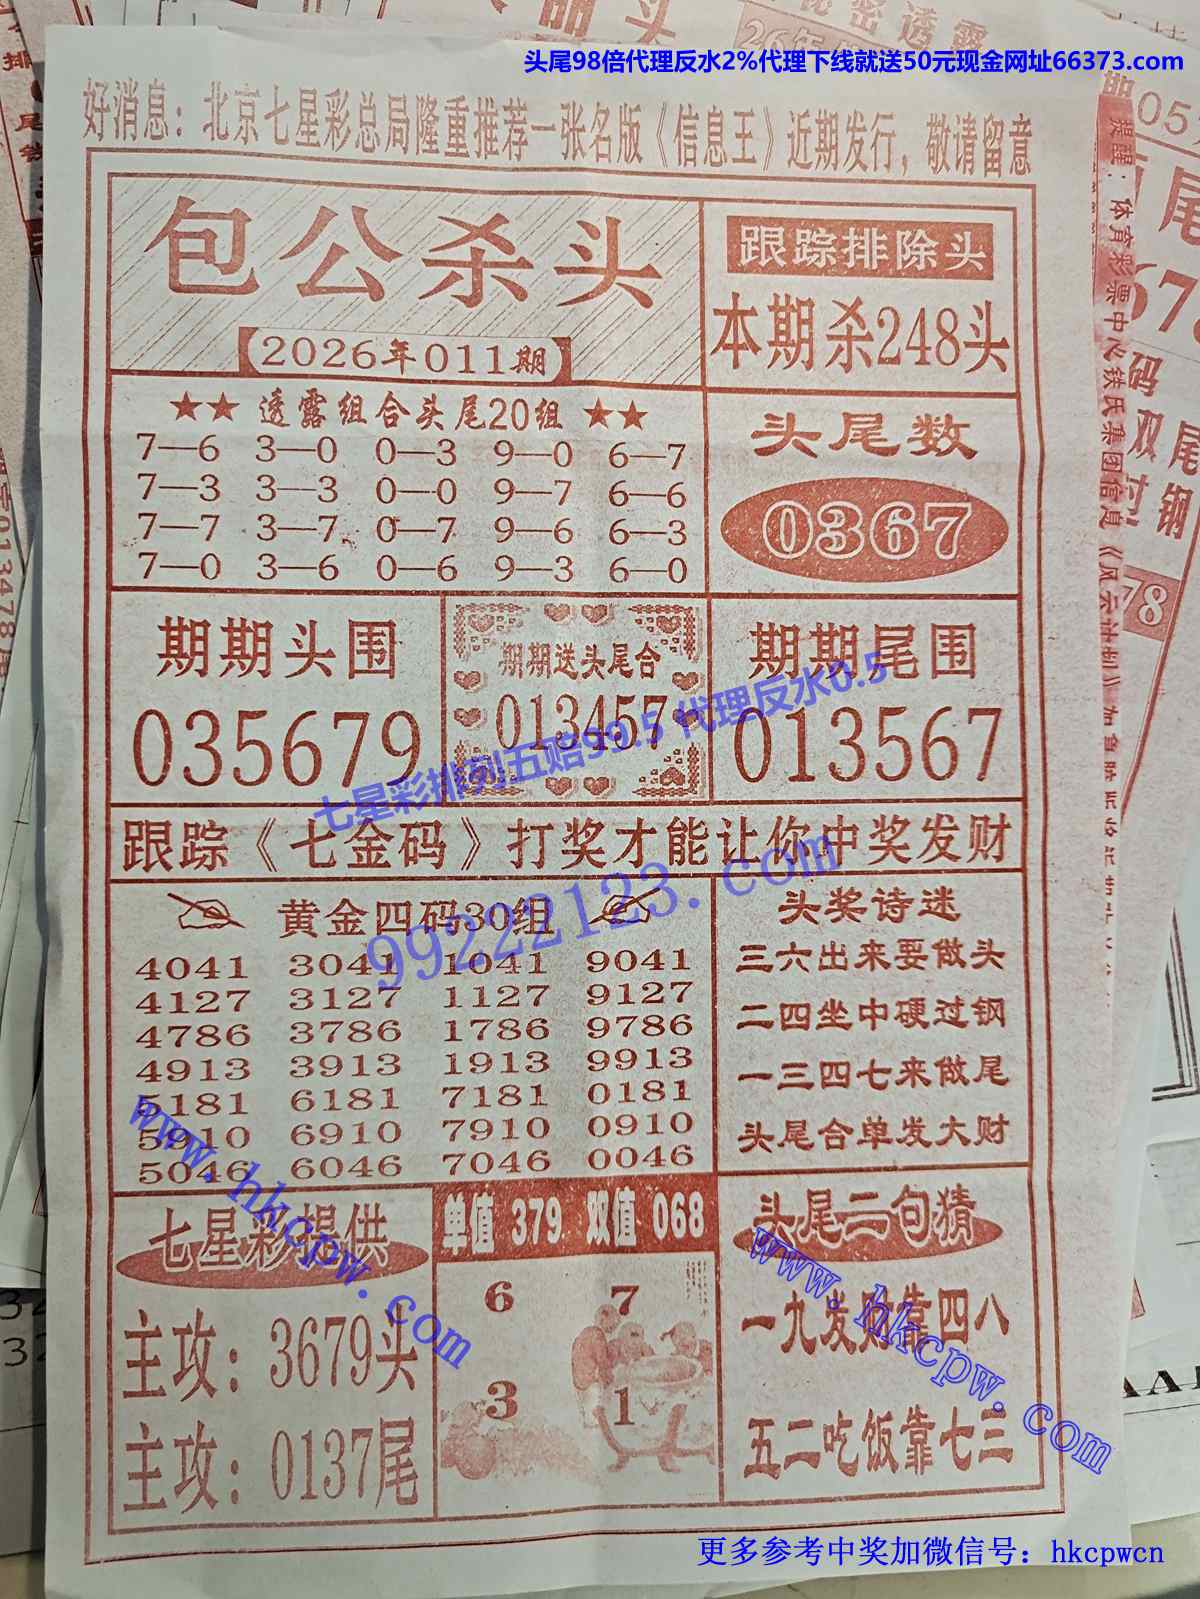 头尾98倍代理反水2%代理下线就送50元现金网址66373.com
好消息：北京七星彩总局隆重推荐一张名版《信息王》近期发行，敬请留意
包公杀头
【2026年011期】
跟踪排除头
本期杀248头
★★ 透露组合头尾20组 ★★
7—6 3—0 0—3 9—0 6—7
7—3 3—3 0—0 9—7 6—6
7—7 3—7 0—7 9—6 6—3
7—0 3—6 0—6 9—3 6—0
头尾数
0367
期期头围
035679
期期送头尾合
013457
期期尾围
013567
七星彩排列五赔99.5 代理反水0.5
跟踪《七金码》打奖才能让你中奖发财
99222123.com
黄金四码30组
4041 3041 1041 9041
4127 3127 1127 9127
4786 3786 1786 9786
4913 3913 1913 9913
5181 6181 7181 0181
5910 6910 7910 0910
5046 6046 7046 0046
头奖诗迷
三六出来要做头
二四坐中硬过钢
一三四七来做尾
头尾合单发大财
www.hkcpw.com
七星彩提供
主攻：3679头
主攻：0137尾
单值 379 双值 068
6 7
3 1
头尾二句猜
一九发财靠四八
五二吃饭靠七三
www.hkcpw.com
更多参考中奖加微信号：hkcpwcn